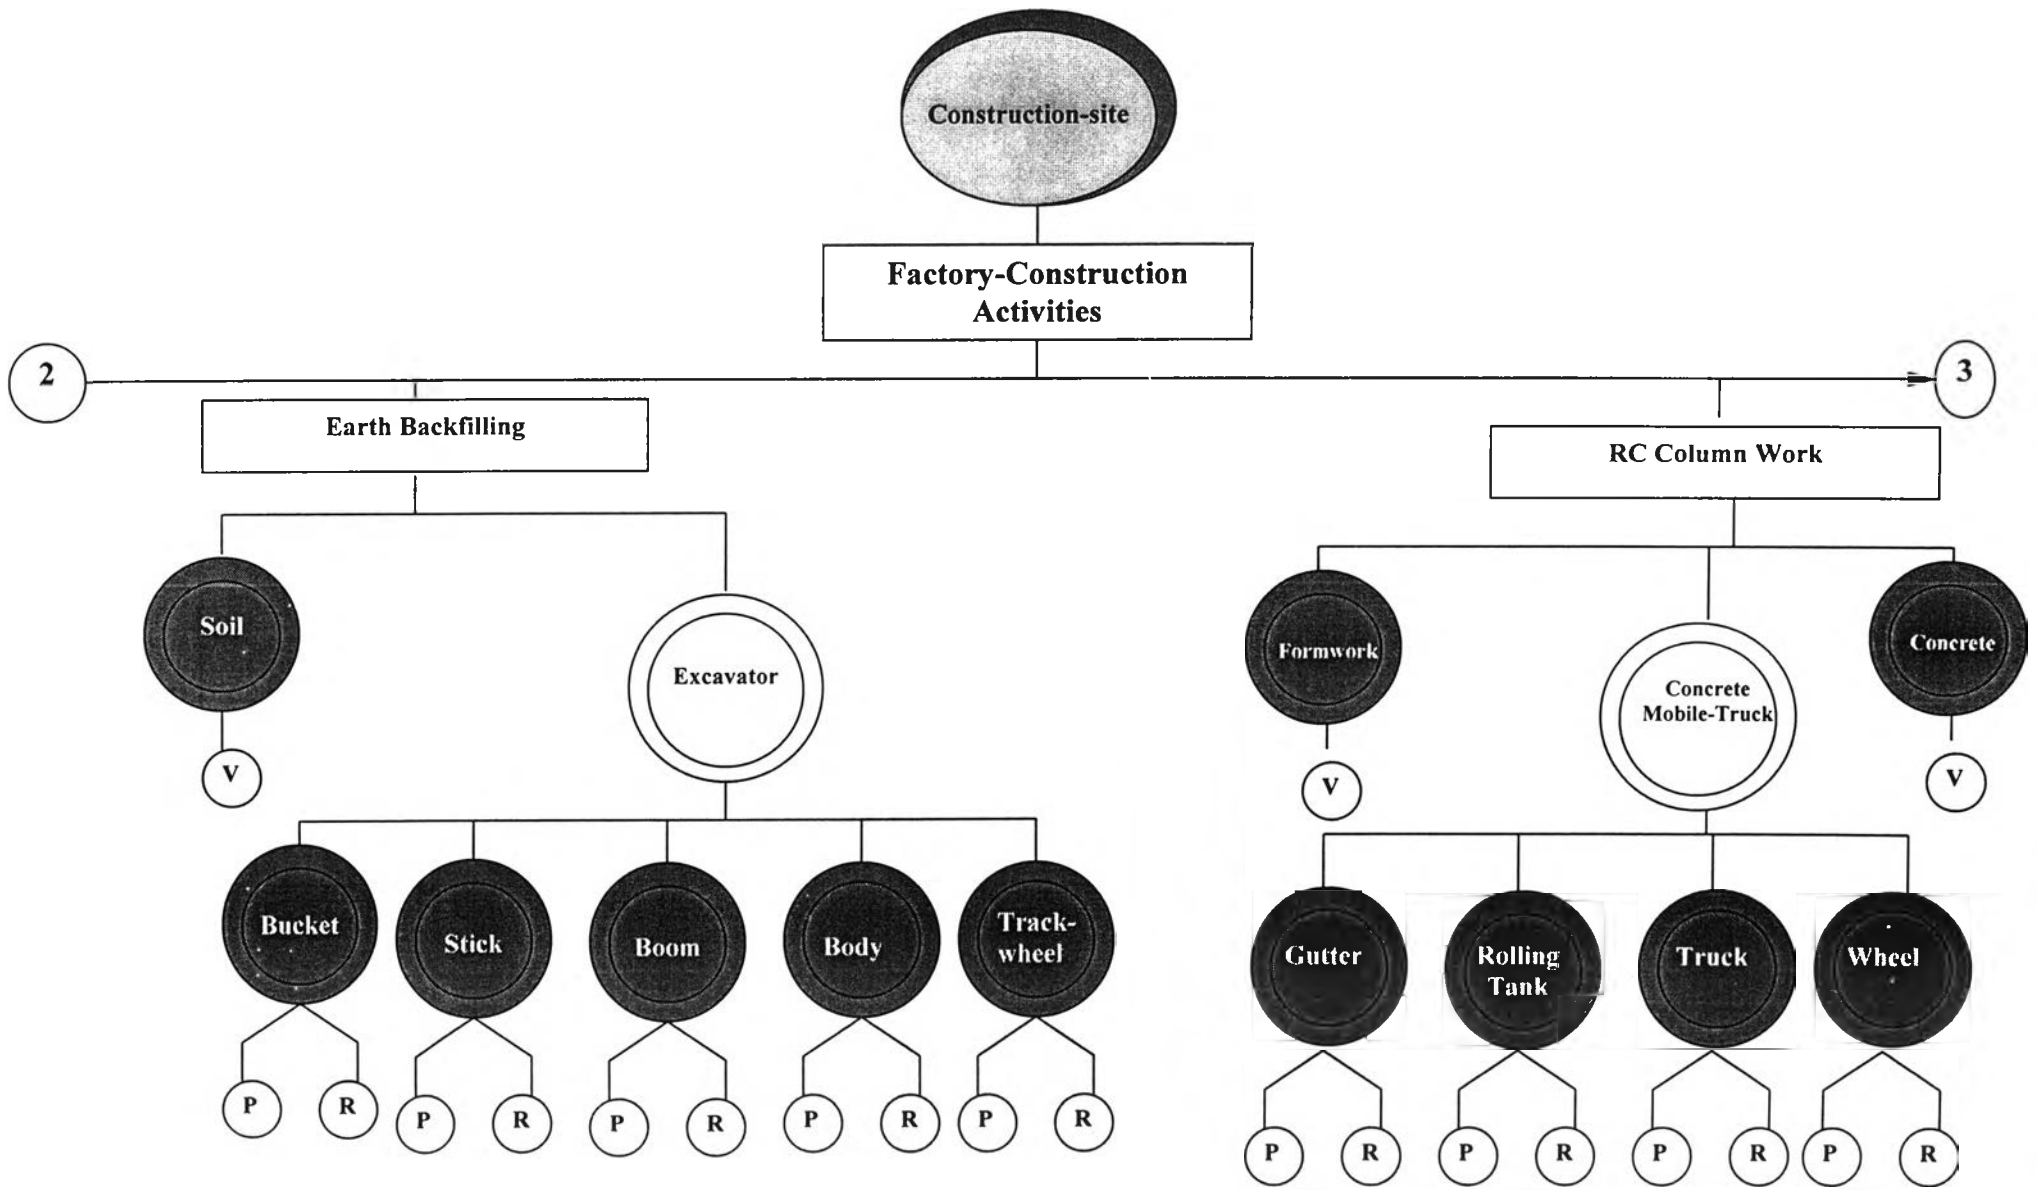 Construction-site
Factory-Construction
Activities
2
3
Earth Backfilling
RC Column Work
Soil
Excavator
Formwork
Concrete
Mobile-Truck
Concrete
V
V
V
Bucket
Stick
Boom
Body
Track-
wheel
Gutter
Rolling
Tank
Truck
Wheel
P
R
P
R
P
R
P
R
P
R
P
R
P
R
P
R
P
R